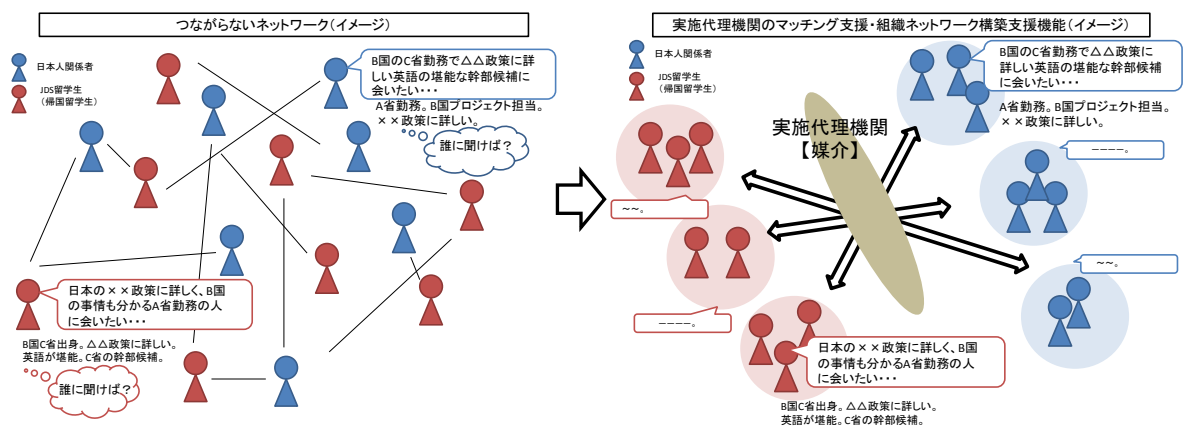 つながらないネットワーク(イメージ)
日本人関係者
JDS留学生
(帰国留学生)
B国のC省勤務で△△政策に詳
しい英語の堪能な幹部候補に
会いたい・・・
A省勤務。B国プロジェクト担当。
××政策に詳しい。
誰に聞けば？
日本の××政策に詳しく、B国
の事情も分かるA省勤務の人
に会いたい・・・
B国C省出身。△△政策に詳しい。
英語が堪能。C省の幹部候補。
誰に聞けば？
実施代理機関のマッチング支援・組織ネットワーク構築支援機能(イメージ)
日本人関係者
JDS留学生
(帰国留学生)
B国のC省勤務で△△政策に
詳しい英語の堪能な幹部候補
に会いたい・・・
A省勤務。B国プロジェクト担当。
××政策に詳しい。
実施代理機関
【媒介】
----。
~~。
~~。
----。
日本の××政策に詳しく、B国
の事情も分かるA省勤務の人
に会いたい・・・
B国C省出身。△△政策に詳しい。
英語が堪能。C省の幹部候補。